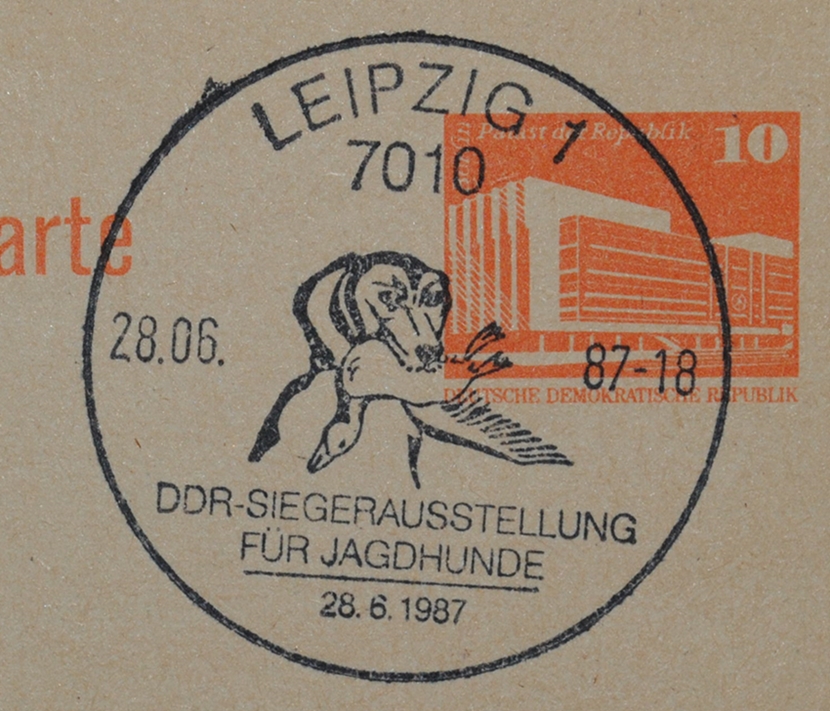 LEIPZIG 1
7010
Palast der Republik
10
arte
28.06.
87-18
DEUTSCHE DEMOKRATISCHE REPUBLIK
DDR-SIEGERAUSSTELLUNG
FÜR JAGDHUNDE
28.6.1987